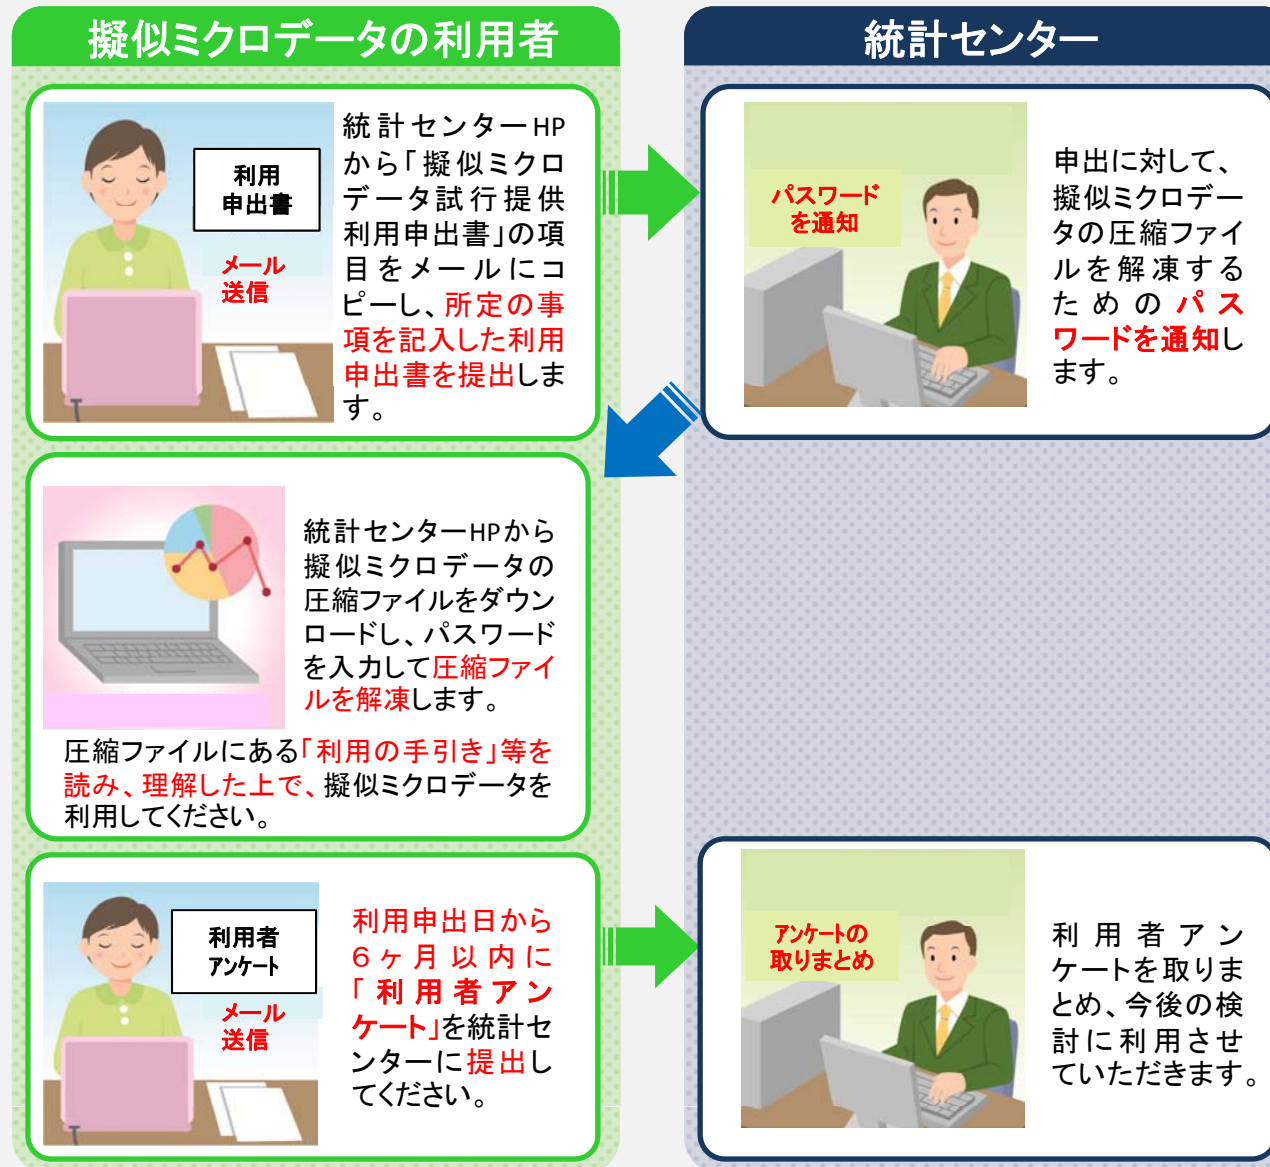 擬似ミクロデータの利用者
利用
申出書
メール
送信
統計センターHP
から「擬似ミクロ
データ試行提供
利用申出書」の項
目をメールにコ
ピーし、所定の事
項を記入した利用
申出書を提出しま
す。
統計センター
パスワード
を通知
申出に対して、
擬似ミクロデー
タの圧縮ファイ
ルを解凍する
ためのパス
ワードを通知し
ます。
統計センターHPから
擬似ミクロデータの
圧縮ファイルをダウン
ロードし、パスワード
を入力して圧縮ファイ
ルを解凍します。
圧縮ファイルにある「利用の手引き」等を
読み、理解した上で、擬似ミクロデータを
利用してください。
利用者
アンケート
メール
送信
利用申出日から
6ヶ月以内に
「利用者アン
ケート」を統計セ
ンターに提出し
てください。
アンケートの
取りまとめ
利用者アン
ケートを取りま
とめ、今後の検
討に利用させ
ていただきます。